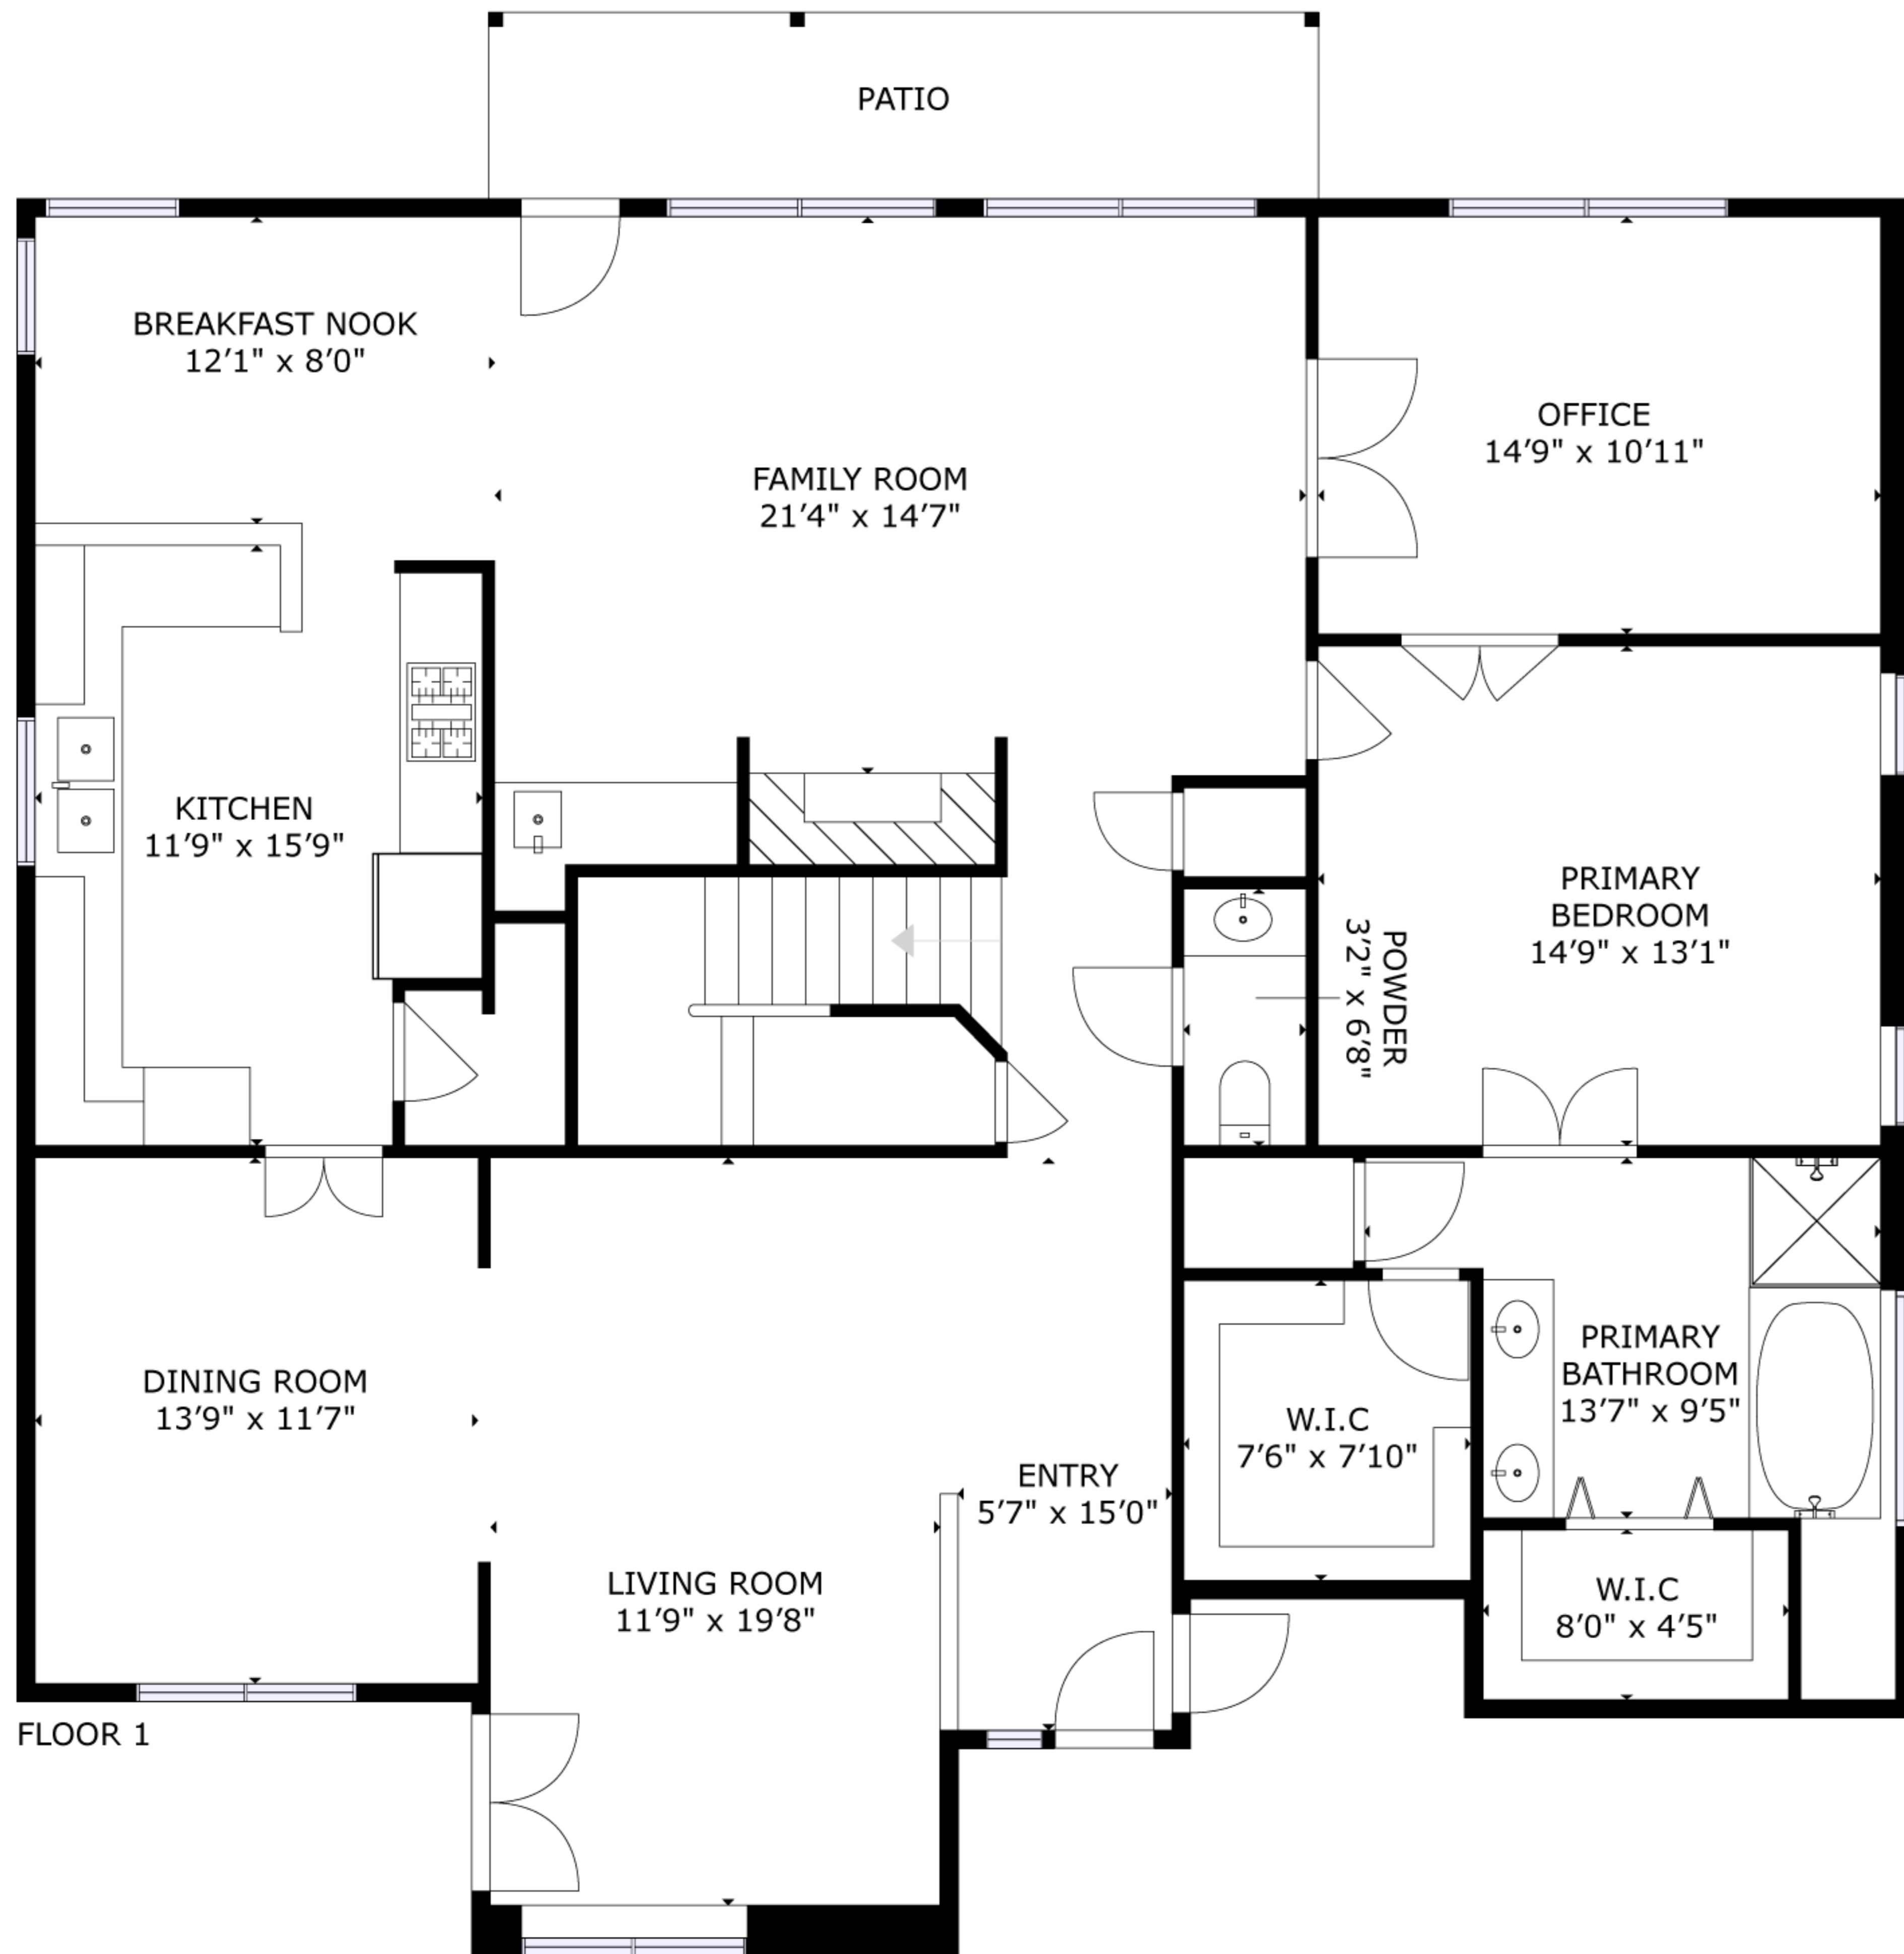 PATIO
BREAKFAST NOOK
12'1" x 8'0"
OFFICE
14'9" x 10'11"
FAMILY ROOM
21'4" x 14'7"
KITCHEN
11'9" x 15'9"
PRIMARY
BEDROOM
14'9" x 13'1"
POWDER
3'2" x 6'8"
DINING ROOM
13'9" x 11'7"
PRIMARY
BATHROOM
13'7" x 9'5"
W.I.C
7'6" x 7'10"
ENTRY
5'7" x 15'0"
LIVING ROOM
11'9" x 19'8"
W.I.C
8'0" x 4'5"
FLOOR 1